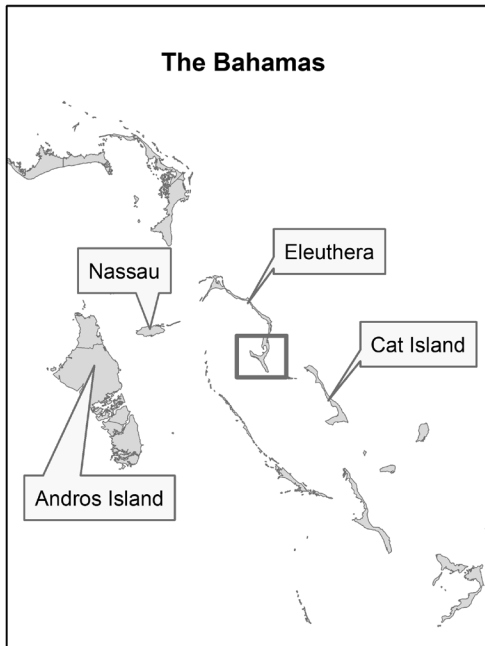 The Bahamas
Eleuthera
Nassau
Cat Island
Andros Island